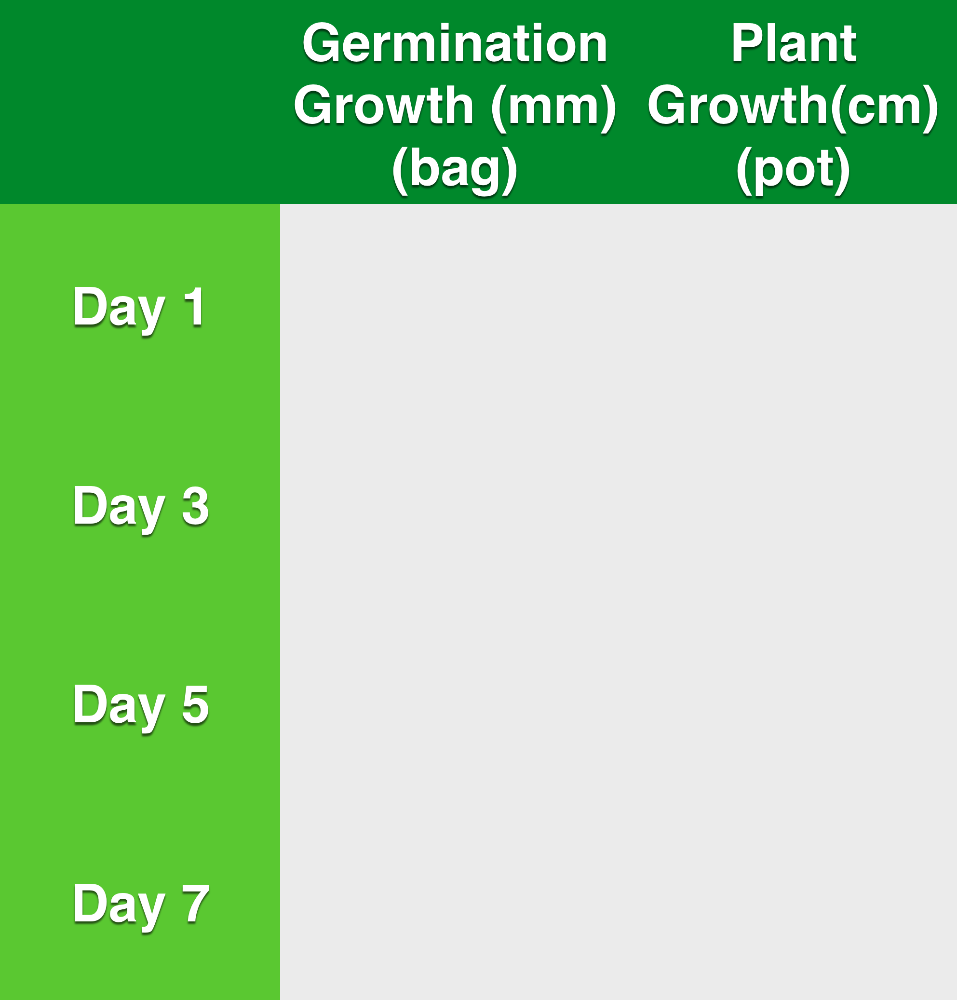 Germination
Growth (mm)
(bag)
Plant
Growth(cm)
(pot)
Day 1
Day 3
Day 5
Day 7